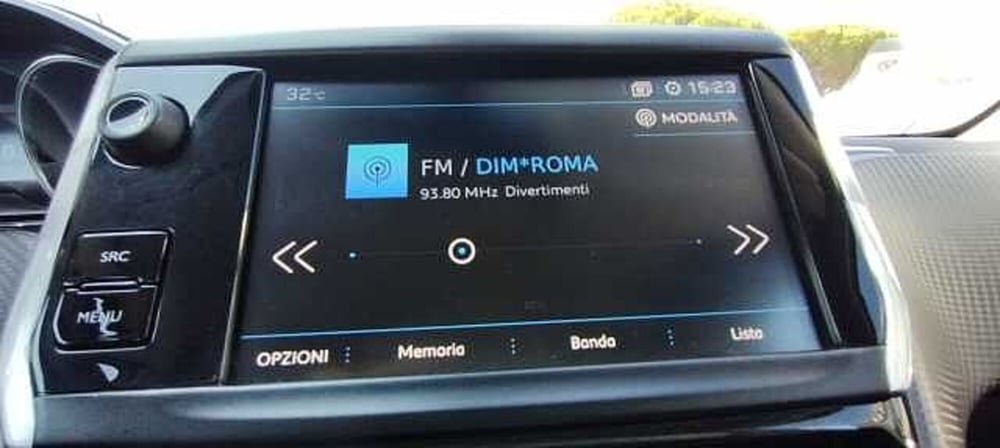 32°C 15:23
MODALITÀ
FM / DIM*ROMA
93.80 MHz Divertimenti
SRC
MENU
OPZIONI Memoria Banda Lista